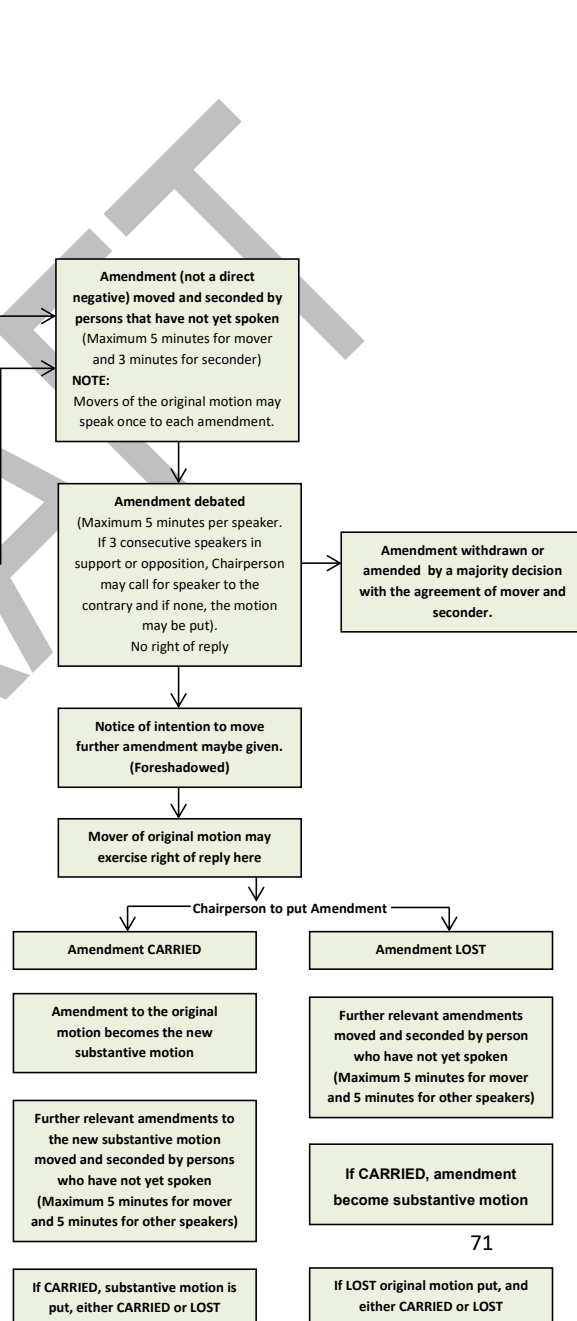 Amendment (not a direct
negative) moved and seconded by
persons that have not yet spoken
(Maximum 5 minutes for mover
and 3 minutes for seconder)
NOTE:
Movers of the original motion may
speak once to each amendment.
Amendment debated
(Maximum 5 minutes per speaker.
If 3 consecutive speakers in
support or opposition, Chairperson
may call for speaker to the
contrary and if none, the motion
may be put).
No right of reply
Amendment withdrawn or
amended by a majority decision
with the agreement of mover and
seconder.
Notice of intention to move
further amendment maybe given.
(Foreshadowed)
Mover of original motion may
exercise right of reply here
Chairperson to put Amendment
Amendment CARRIED
Amendment to the original
motion becomes the new
substantive motion
Further relevant amendments to
the new substantive motion
moved and seconded by persons
who have not yet spoken
(Maximum 5 minutes for mover
and 5 minutes for other speakers)
If CARRIED, substantive motion is
put, either CARRIED or LOST
Amendment LOST
Further relevant amendments
moved and seconded by person
who have not yet spoken
(Maximum 5 minutes for mover
and 5 minutes for other speakers)
If CARRIED, amendment
become substantive motion
71
If LOST original motion put, and
either CARRIED or LOST